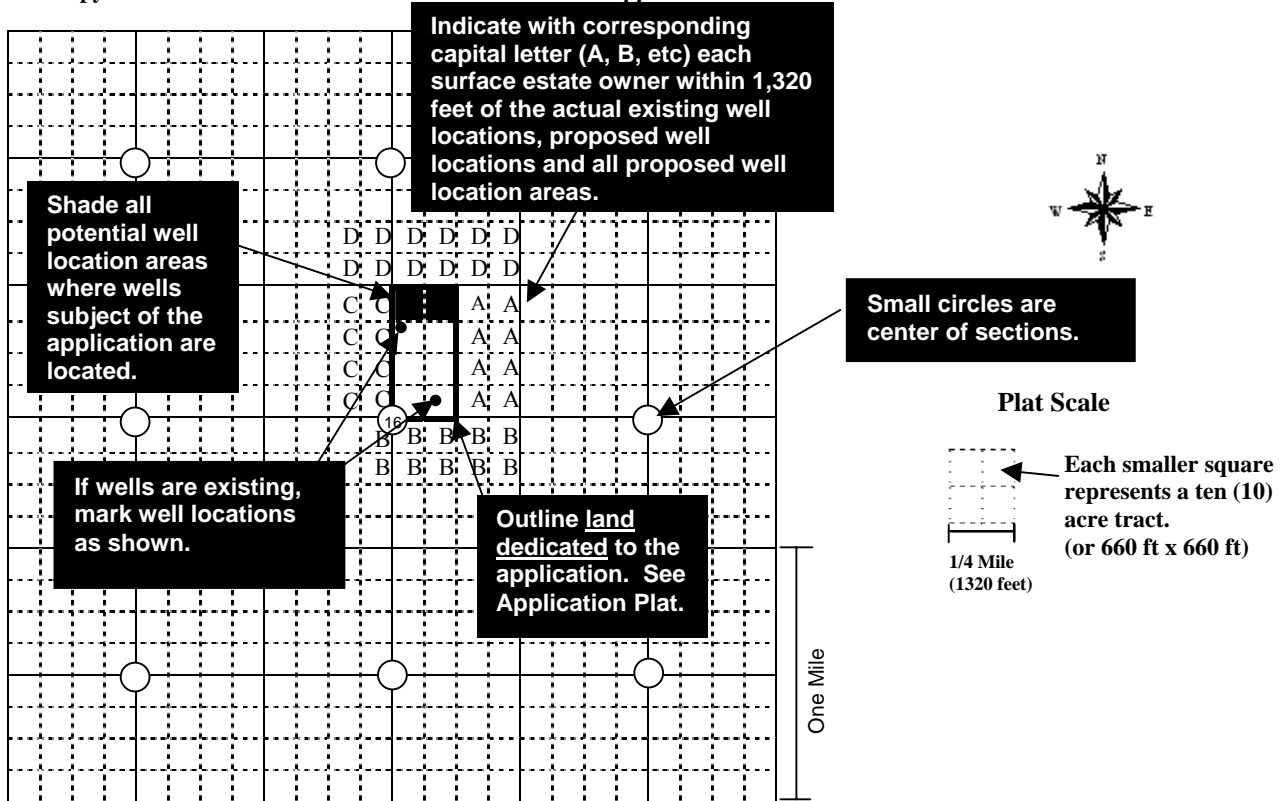 Indicate with corresponding
capital letter (A, B, etc) each
surface estate owner within 1,320
feet of the actual existing well
locations, proposed well
locations and all proposed well
location areas.
N
W E
S
Shade all
potential well
location areas
where wells
subject of the
application are
located.
D D D D D D
D D D D D D
C C A A
C C A A
C C A A
C C A A
16
B B B B B
B B B B B
Small circles are
center of sections.
Plat Scale
Each smaller square
represents a ten (10)
acre tract.
(or 660 ft x 660 ft)
1/4 Mile
(1320 feet)
If wells are existing,
mark well locations
as shown.
Outline land
dedicated to the
application. See
Application Plat.
One Mile